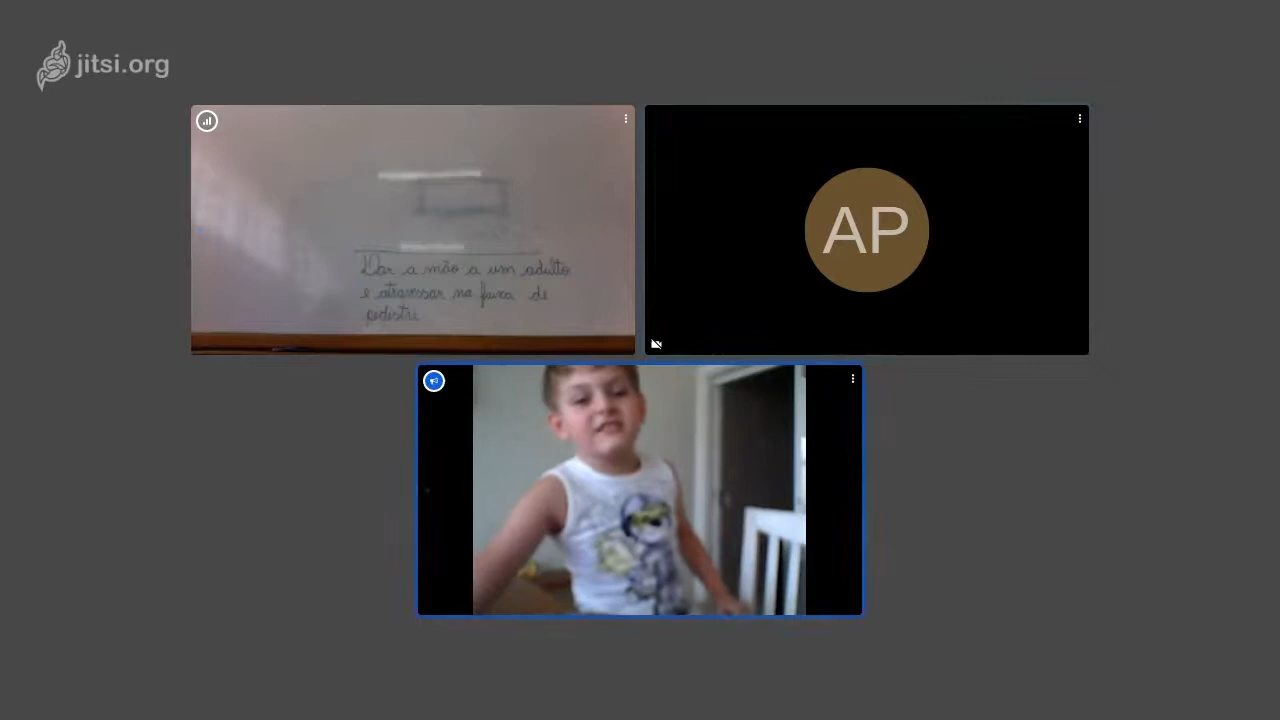 jitsi.org
AP
Dar a mão a um adulto
e atravessar na faixa de
pedestre